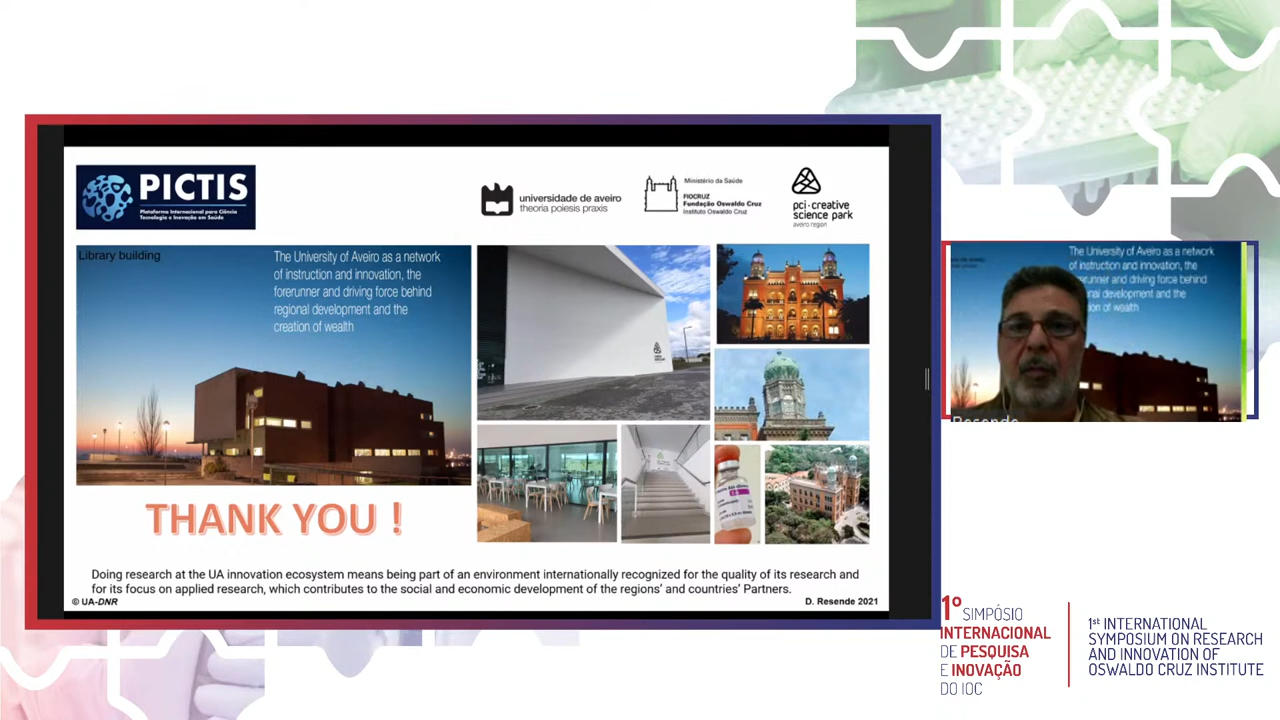 PICTIS
Plataforma Internacional para Ciência
Tecnologia e Inovação em Saúde
universidade de aveiro
theoria poiesis praxis
Ministério da Saúde
FIOCRUZ
Fundação Oswaldo Cruz
Instituto Oswaldo Cruz
pci·creative
science park
aveiro region
Library building
The University of Aveiro as a network
of instruction and innovation, the
forerunner and driving force behind
regional development and the
creation of wealth
THANK YOU !
Doing research at the UA innovation ecosystem means being part of an environment internationally recognized for the quality of its research and
for its focus on applied research, which contributes to the social and economic development of the regions' and countries' Partners.
© UA-DNR
D. Resende 2021
The University of Aveiro as a network
of instruction and innovation, the
forerunner and driving force behind
development and the
of wealth
Resende
1º SIMPÓSIO
INTERNACIONAL
DE PESQUISA
E INOVAÇÃO
DO IOC
1st INTERNATIONAL
SYMPOSIUM ON RESEARCH
AND INNOVATION OF
OSWALDO CRUZ INSTITUTE